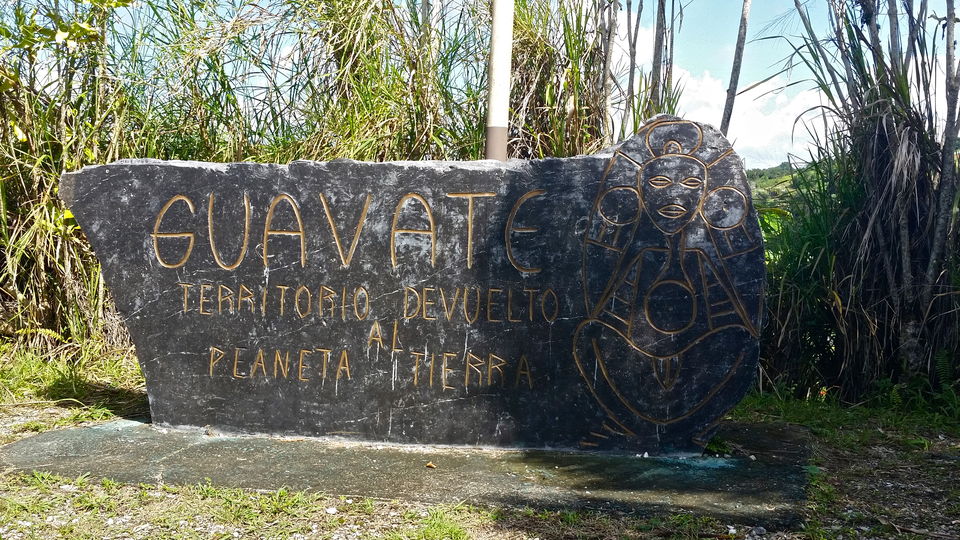 GUAVATE
TERRITORIO DEVUELTO
AL
PEANETA TIERRA